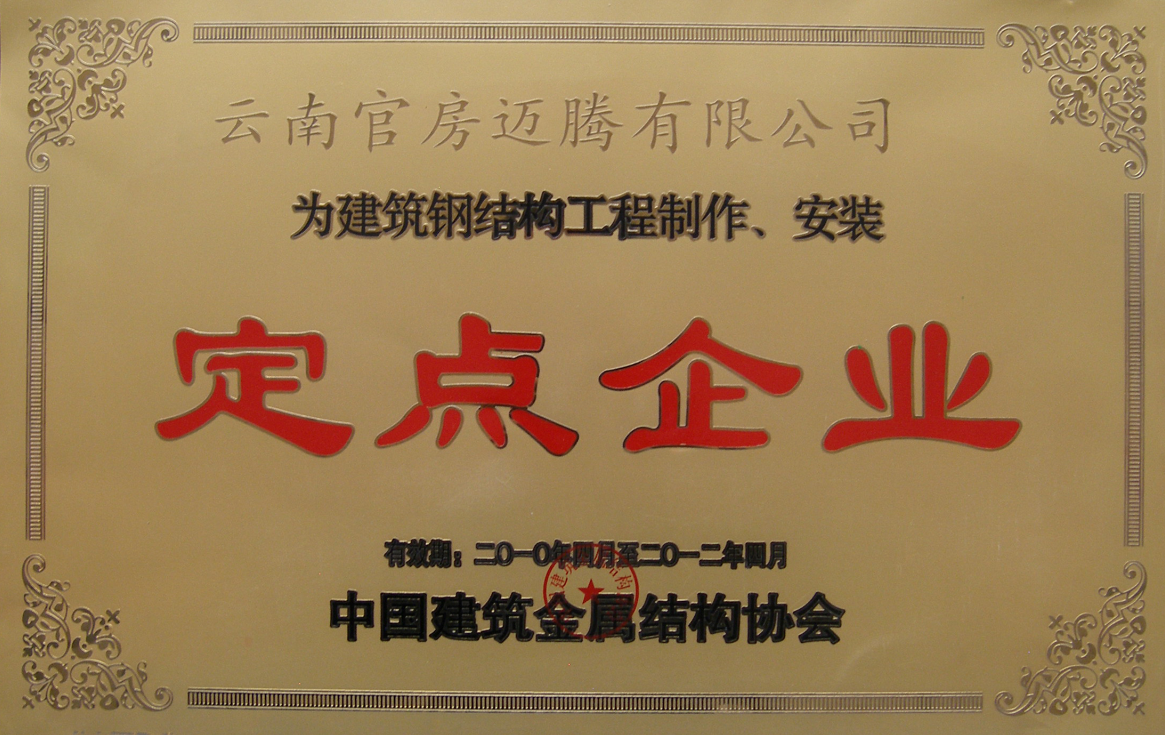 云南官房迈腾有限公司
为建筑钢结构工程制作、安装
定点企业
有效期：二〇一〇年四月至二〇一二年四月
中国建筑金属结构协会